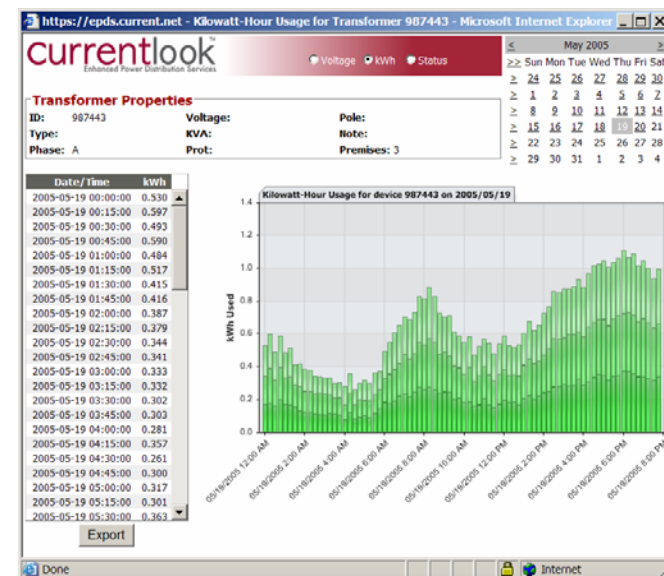 https://epds.current.net - Kilowatt-Hour Usage for Transformer 987443 - Microsoft Internet Explorer
currentlook
Enhanced Power Distribution Services
Voltage kWh Status
< May 2005 >
>> Sun Mon Tue Wed Thu Fri Sat
> 24 25 26 27 28 29 30
> 1 2 3 4 5 6 7
> 8 9 10 11 12 13 14
> 15 16 17 18 19 20 21
> 22 23 24 25 26 27 28
> 29 30 31 1 2 3 4
Transformer Properties
ID: 987443 Voltage: Pole:
Type: KVA: Note:
Phase: A Prot: Premises: 3
Date/Time kWh
2005-05-19 00:00:00 0.530
2005-05-19 00:15:00 0.597
2005-05-19 00:30:00 0.493
2005-05-19 00:45:00 0.590
2005-05-19 01:00:00 0.484
2005-05-19 01:15:00 0.517
2005-05-19 01:30:00 0.415
2005-05-19 01:45:00 0.416
2005-05-19 02:00:00 0.387
2005-05-19 02:15:00 0.379
2005-05-19 02:30:00 0.344
2005-05-19 02:45:00 0.341
2005-05-19 03:00:00 0.333
2005-05-19 03:15:00 0.332
2005-05-19 03:30:00 0.302
2005-05-19 03:45:00 0.303
2005-05-19 04:00:00 0.281
2005-05-19 04:15:00 0.357
2005-05-19 04:30:00 0.261
2005-05-19 04:45:00 0.300
2005-05-19 05:00:00 0.317
2005-05-19 05:15:00 0.301
2005-05-19 05:30:00 0.363
Export
Kilowatt-Hour Usage for device 987443 on 2005/05/19
kWh Used
1.4
1.2
1.0
0.8
0.6
0.4
0.2
0.0
05/19/2005 12:00 AM
05/19/2005 2:00 AM
05/19/2005 4:00 AM
05/19/2005 6:00 AM
05/19/2005 8:00 AM
05/19/2005 10:00 AM
05/19/2005 12:00 PM
05/19/2005 2:00 PM
05/19/2005 4:00 PM
05/19/2005 6:00 PM
05/19/2005 8:00 PM
Done
Internet